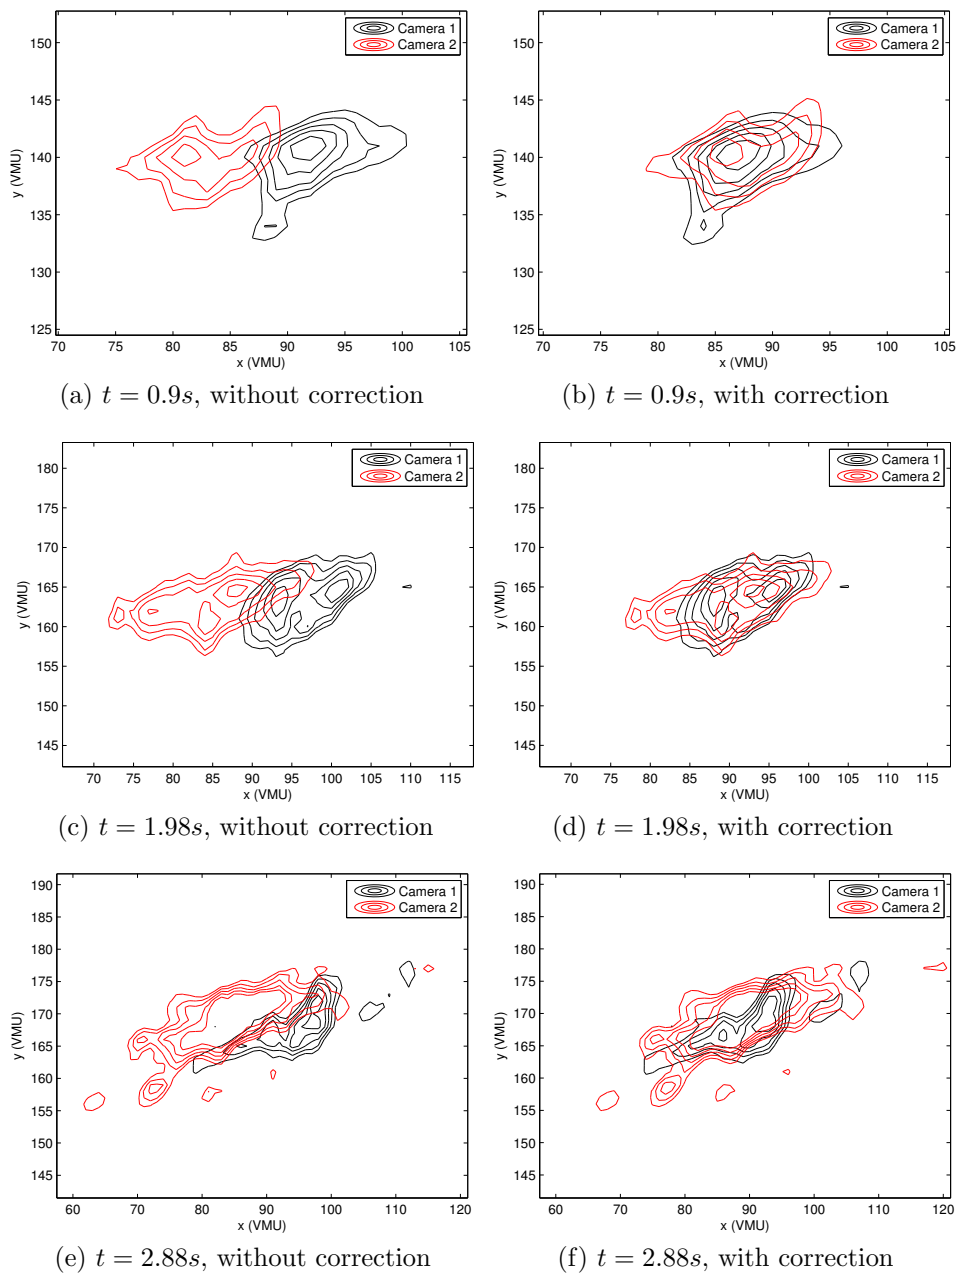 Camera 1
Camera 2
150
145
140
135
130
125
y (VMU)
70 75 80 85 90 95 100 105
x (VMU)
(a) t = 0.9s, without correction
Camera 1
Camera 2
150
145
140
135
130
125
y (VMU)
70 75 80 85 90 95 100 105
x (VMU)
(b) t = 0.9s, with correction
Camera 1
Camera 2
180
175
170
165
160
155
150
145
y (VMU)
70 75 80 85 90 95 100 105 110 115
x (VMU)
(c) t = 1.98s, without correction
Camera 1
Camera 2
180
175
170
165
160
155
150
145
y (VMU)
70 75 80 85 90 95 100 105 110 115
x (VMU)
(d) t = 1.98s, with correction
Camera 1
Camera 2
190
185
180
175
170
165
160
155
150
145
y (VMU)
60 70 80 90 100 110 120
x (VMU)
(e) t = 2.88s, without correction
Camera 1
Camera 2
190
185
180
175
170
165
160
155
150
145
y (VMU)
60 70 80 90 100 110 120
x (VMU)
(f) t = 2.88s, with correction